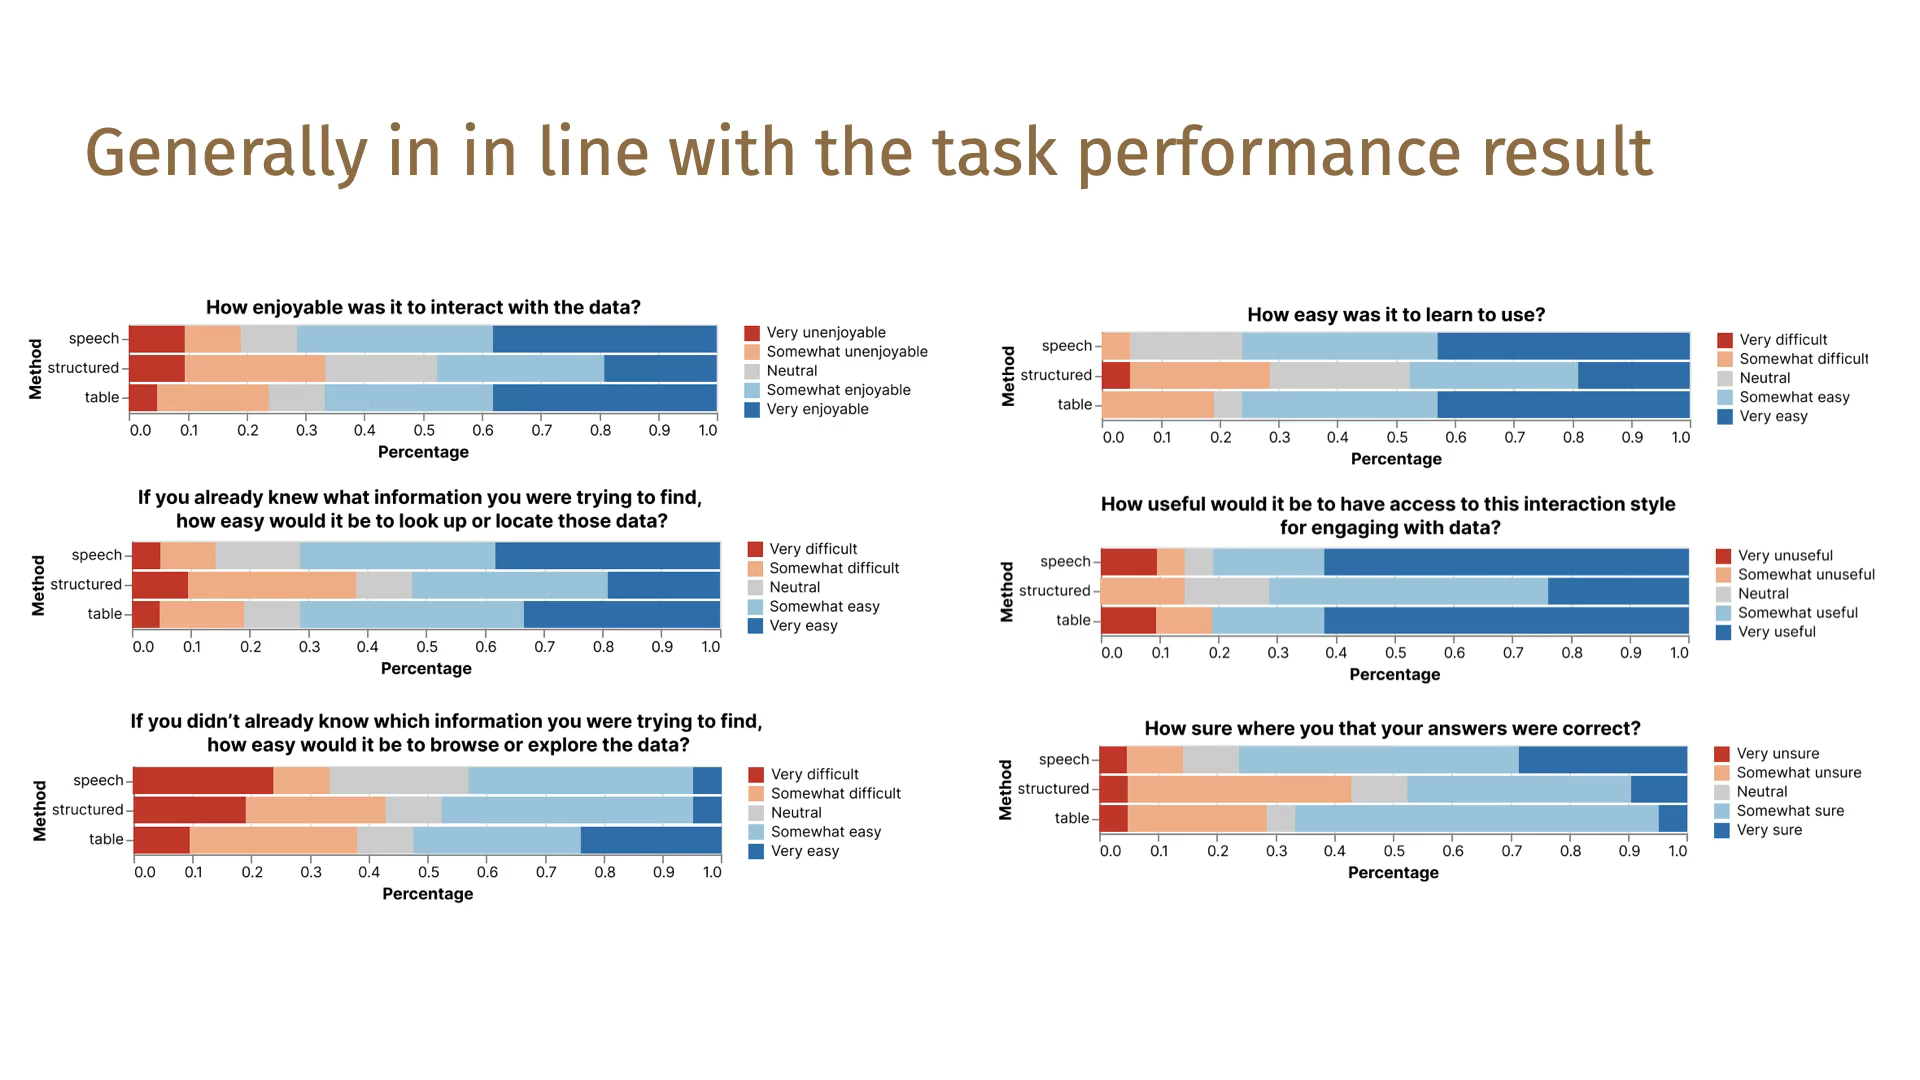 Generally in in line with the task performance result
How enjoyable was it to interact with the data?
Method
speech
structured
table
0.0 0.1 0.2 0.3 0.4 0.5 0.6 0.7 0.8 0.9 1.0
Percentage
Very unenjoyable
Somewhat unenjoyable
Neutral
Somewhat enjoyable
Very enjoyable
How easy was it to learn to use?
Method
speech
structured
table
0.0 0.1 0.2 0.3 0.4 0.5 0.6 0.7 0.8 0.9 1.0
Percentage
Very difficult
Somewhat difficult
Neutral
Somewhat easy
Very easy
If you already knew what information you were trying to find,
how easy would it be to look up or locate those data?
Method
speech
structured
table
0.0 0.1 0.2 0.3 0.4 0.5 0.6 0.7 0.8 0.9 1.0
Percentage
Very difficult
Somewhat difficult
Neutral
Somewhat easy
Very easy
How useful would it be to have access to this interaction style
for engaging with data?
Method
speech
structured
table
0.0 0.1 0.2 0.3 0.4 0.5 0.6 0.7 0.8 0.9 1.0
Percentage
Very unuseful
Somewhat unuseful
Neutral
Somewhat useful
Very useful
If you didn’t already know which information you were trying to find,
how easy would it be to browse or explore the data?
Method
speech
structured
table
0.0 0.1 0.2 0.3 0.4 0.5 0.6 0.7 0.8 0.9 1.0
Percentage
Very difficult
Somewhat difficult
Neutral
Somewhat easy
Very easy
How sure where you that your answers were correct?
Method
speech
structured
table
0.0 0.1 0.2 0.3 0.4 0.5 0.6 0.7 0.8 0.9 1.0
Percentage
Very unsure
Somewhat unsure
Neutral
Somewhat sure
Very sure